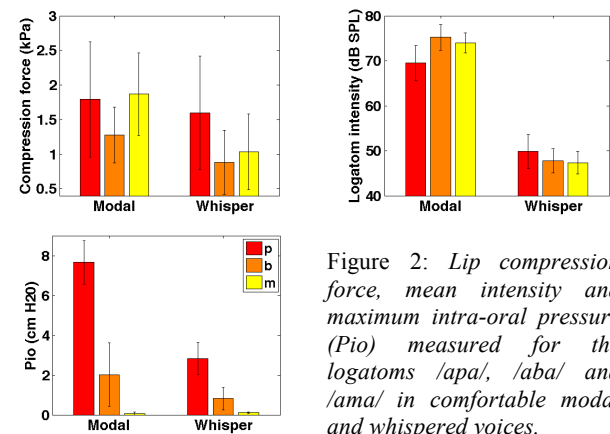 Compression force (kPa)
3
2.5
2
1.5
1
0.5
Modal
Whisper
Logatom intensity (dB SPL)
80
70
60
50
40
Modal
Whisper
Pio (cm H20)
8
6
4
2
0
Modal
Whisper
p
b
m
Figure 2: Lip compression
force, mean intensity and
maximum intra-oral pressur
(Pio) measured for th
logatoms /apa/, /aba/ and
/ama/ in comfortable moda
and whispered voices.